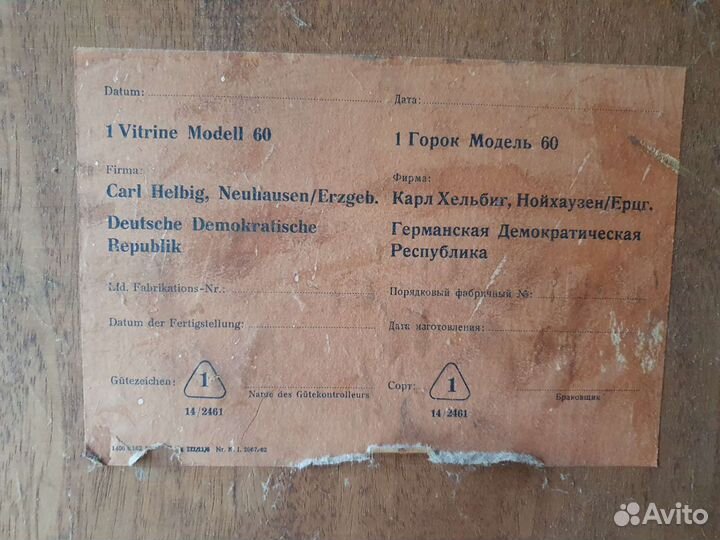 Datum:
1 Vitrine Modell 60
Firma:
Carl Helbig, Neuhausen/Erzgeb.
Deutsche Demokratische
Republik
Lfd. Fabrikations-Nr.:
Datum der Fertigstellung:
Gütezeichen: 1
14/2461
Name des Gütekontrolleurs
Дата:
1 Горок Модель 60
Фирма:
Карл Хельбиг, Нойхаузен/Ерцг.
Германская Демократическая
Республика
Порядковый фабричный №:
Дата изготовления:
Сорт: 1
14/2461
Браковщик
Nr.
Avito